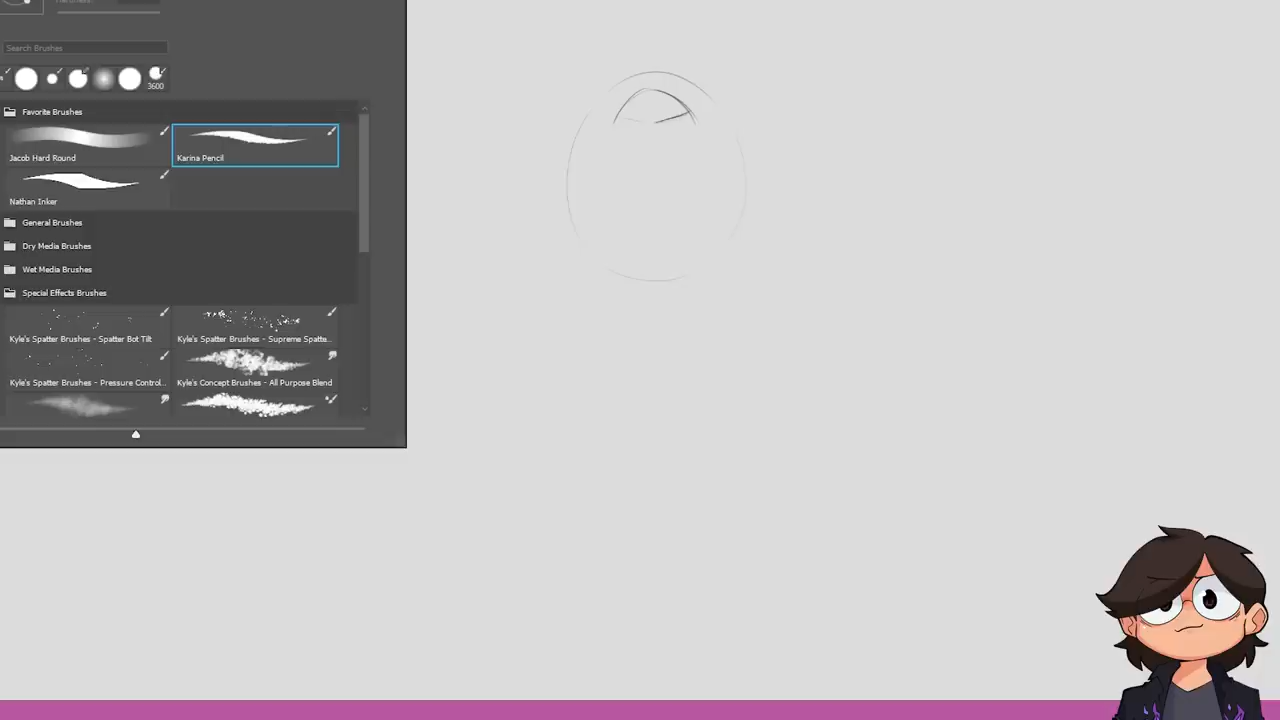 Hardness:
Search Brushes
3600
Favorite Brushes
Jacob Hard Round
Karina Pencil
Nathan Inker
General Brushes
Dry Media Brushes
Wet Media Brushes
Special Effects Brushes
Kyle's Spatter Brushes - Spatter Bot Tilt
Kyle's Spatter Brushes - Supreme Spatte...
Kyle's Spatter Brushes - Pressure Control...
Kyle's Concept Brushes - All Purpose Blend